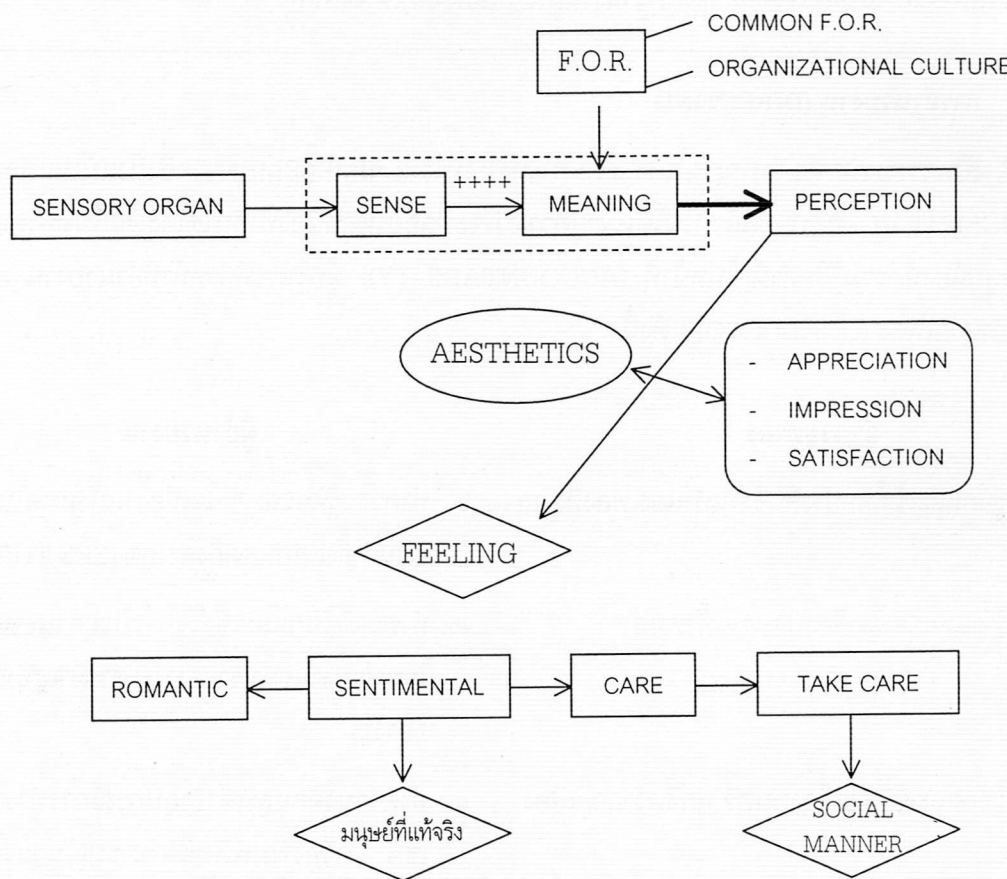 COMMON F.O.R.
F.O.R.
ORGANIZATIONAL CULTURE
++++
SENSORY ORGAN
SENSE
MEANING
PERCEPTION
AESTHETICS
- APPRECIATION
- IMPRESSION
- SATISFACTION
FEELING
ROMANTIC
SENTIMENTAL
CARE
TAKE CARE
มนุษย์ที่แท้จริง
SOCIAL
MANNER